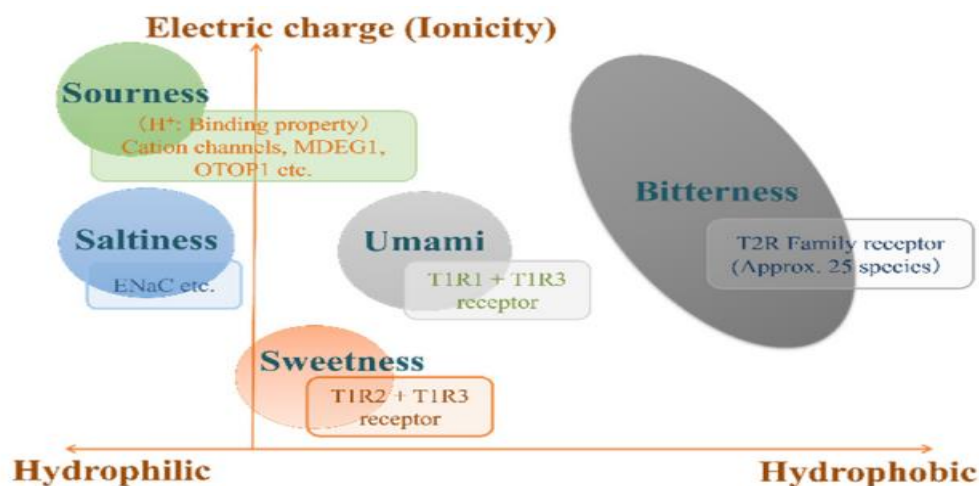 Electric charge (Ionicity)
Sourness
(H⁺: Binding property)
Cation channels, MDEG1,
OTOP1 etc.
Saltiness
ENaC etc.
Umami
T1R1 + T1R3
receptor
Bitterness
T2R Family receptor
(Approx. 25 species)
Sweetness
T1R2 + T1R3
receptor
Hydrophilic
Hydrophobic